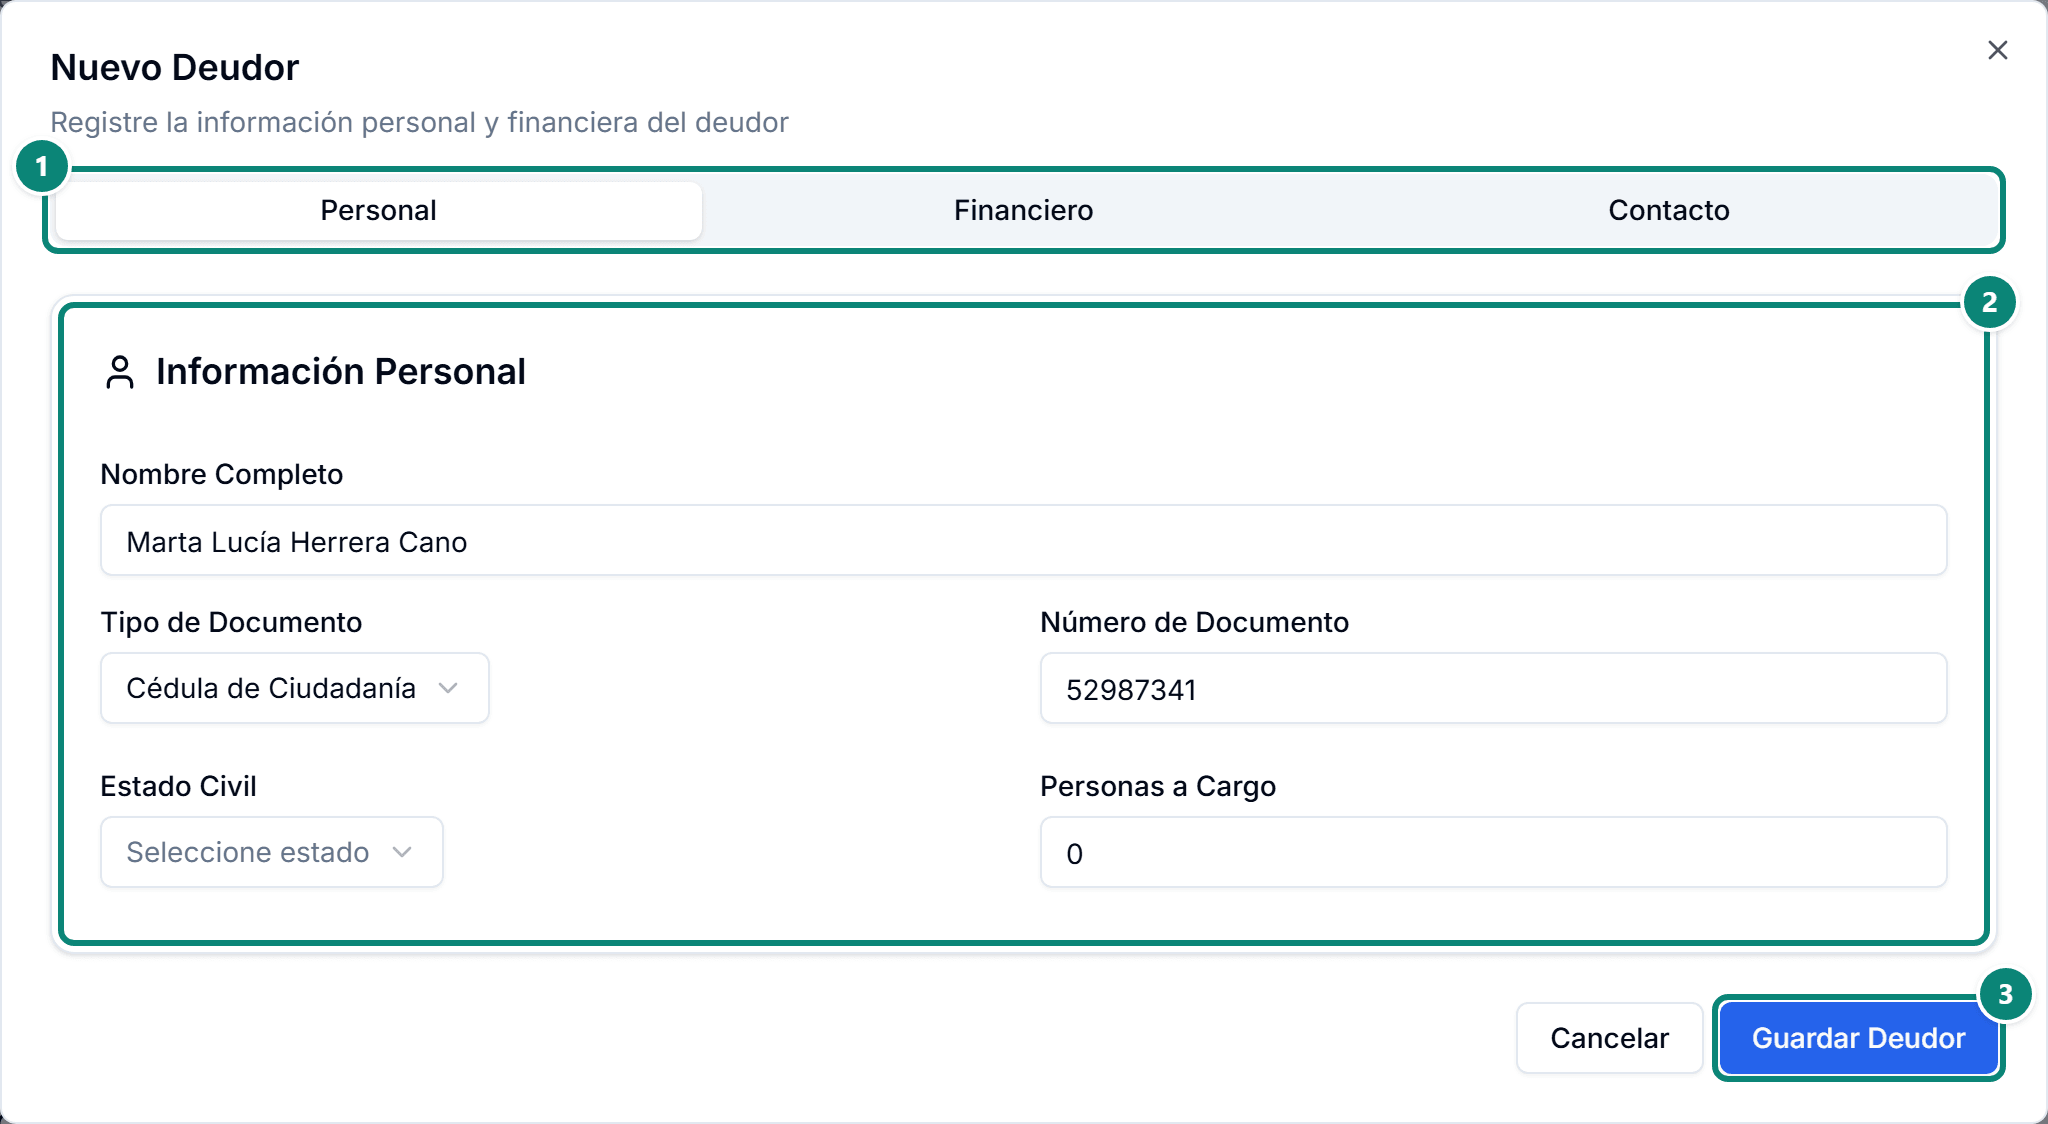 Nuevo Deudor
Registre la información personal y financiera del deudor
1
Personal Financiero Contacto
2
Información Personal
Nombre Completo
Marta Lucía Herrera Cano
Tipo de Documento Número de Documento
Cédula de Ciudadanía 52987341
Estado Civil Personas a Cargo
Seleccione estado 0
3
Cancelar Guardar Deudor